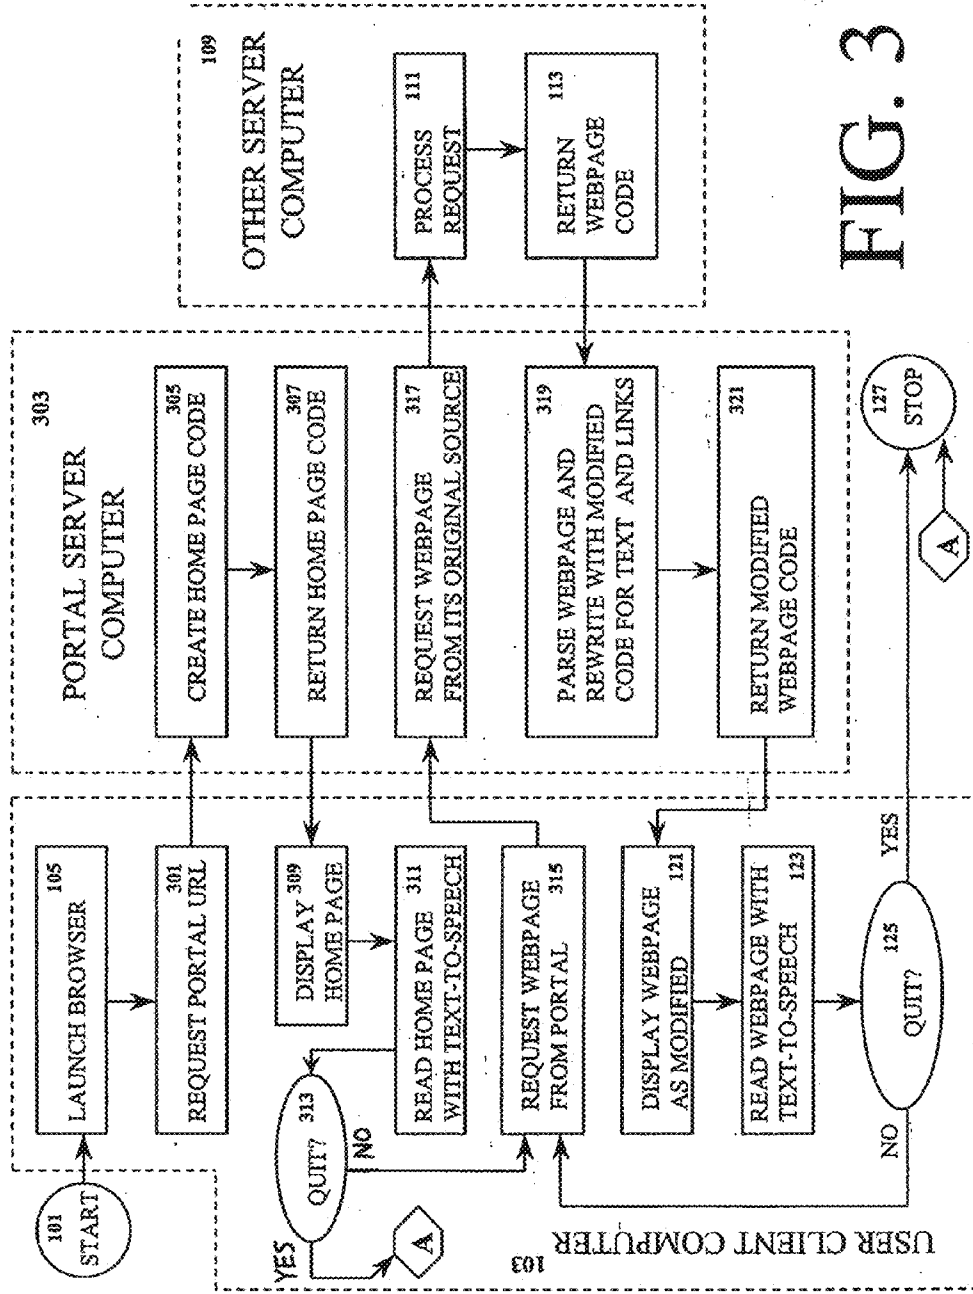 101
START
105
LAUNCH BROWSER
301
REQUEST PORTAL URL
309
DISPLAY
HOME PAGE
311
READ HOME PAGE
WITH TEXT-TO-SPEECH
313
QUIT?
YES
NO
A
315
REQUEST WEBPAGE
FROM PORTAL
121
DISPLAY WEBPAGE
AS MODIFIED
123
READ WEBPAGE WITH
TEXT-TO-SPEECH
125
QUIT?
NO
YES
103
USER CLIENT COMPUTER
303
PORTAL SERVER
COMPUTER
305
CREATE HOME PAGE CODE
307
RETURN HOME PAGE CODE
317
REQUEST WEBPAGE
FROM ITS ORIGINAL SOURCE
319
PARSE WEBPAGE AND
REWRITE WITH MODIFIED
CODE FOR TEXT AND LINKS
321
RETURN MODIFIED
WEBPAGE CODE
127
STOP
A
109
OTHER SERVER
COMPUTER
111
PROCESS
REQUEST
113
RETURN
WEBPAGE
CODE
FIG. 3